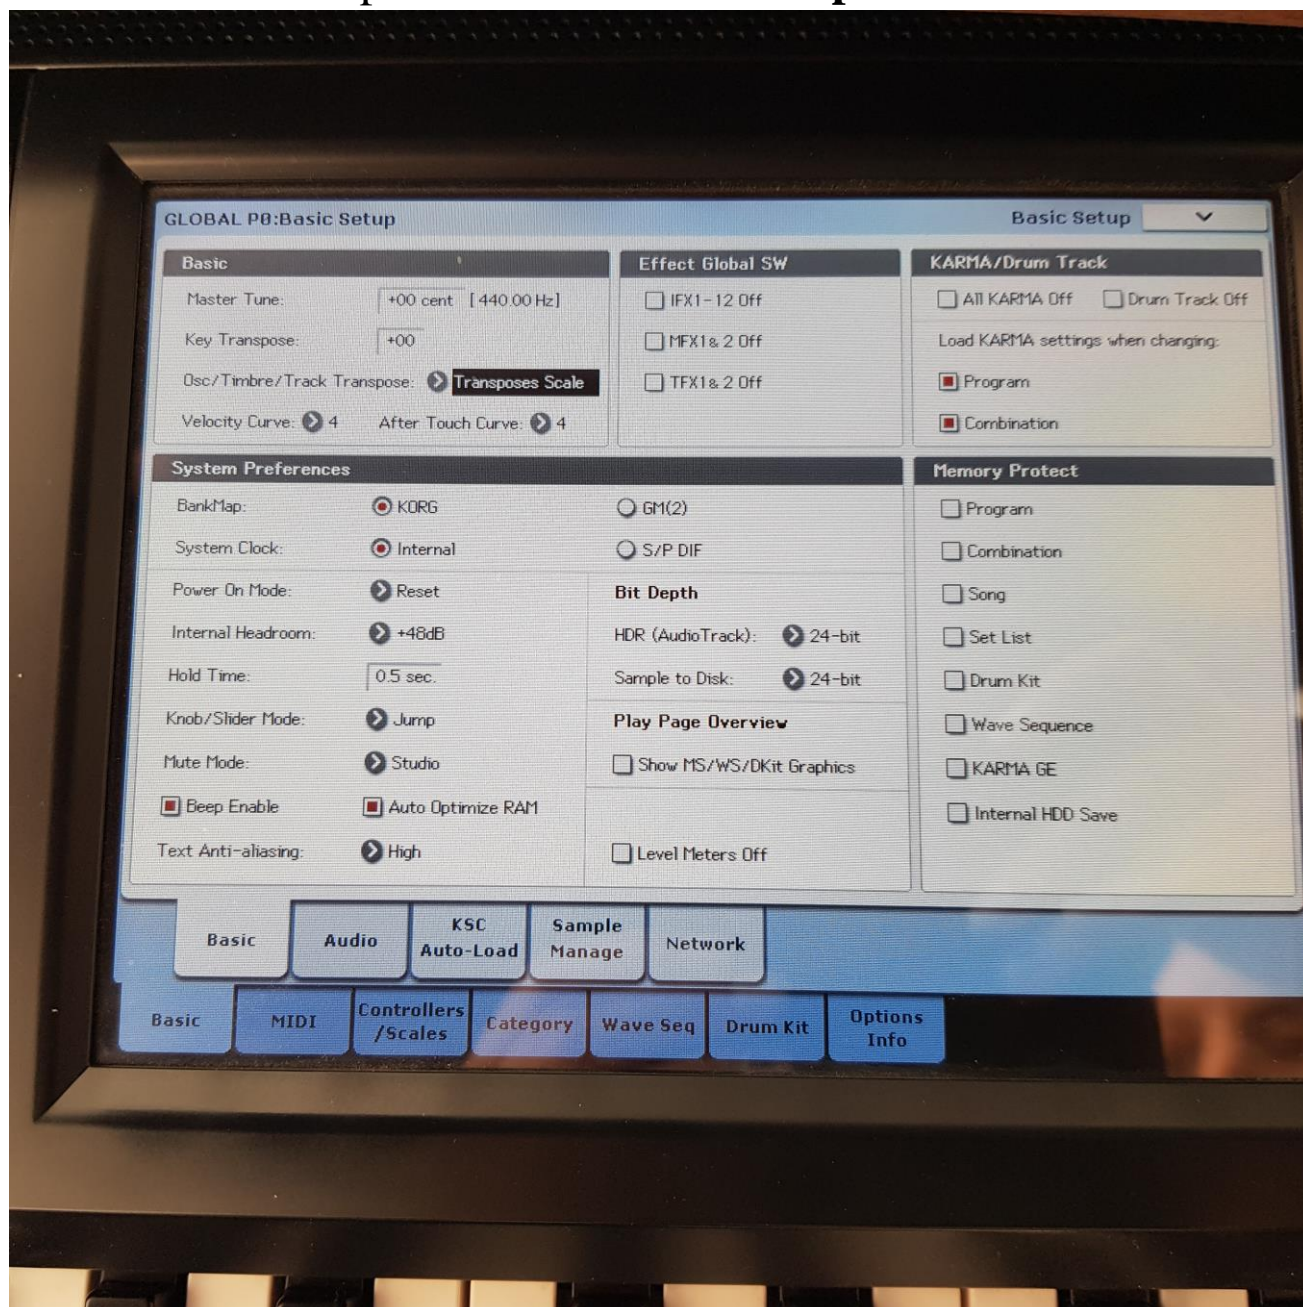 GLOBAL P0:Basic Setup
Basic Setup
Basic
Master Tune: +00 cent [440.00 Hz]
Key Transpose: +00
Osc/Timbre/Track Transpose: Transposes Scale
Velocity Curve: 4 After Touch Curve: 4
Effect Global SW
IFX1-12 Off
MFX1& 2 Off
TFX1& 2 Off
KARMA/Drum Track
All KARMA Off Drum Track Off
Load KARMA settings when changing:
Program
Combination
System Preferences
BankMap: KORG GM(2)
System Clock: Internal S/P DIF
Power On Mode: Reset
Internal Headroom: +48dB
Hold Time: 0.5 sec.
Knob/Slider Mode: Jump
Mute Mode: Studio
Beep Enable Auto Optimize RAM
Text Anti-aliasing: High
Bit Depth
HDR (AudioTrack): 24-bit
Sample to Disk: 24-bit
Play Page Overview
Show MS/WS/DKit Graphics
Level Meters Off
Memory Protect
Program
Combination
Song
Set List
Drum Kit
Wave Sequence
KARMA GE
Internal HDD Save
Basic
Audio
KSC
Auto-Load
Sample
Manage
Network
Basic
MIDI
Controllers
/Scales
Category
Wave Seq
Drum Kit
Options
Info